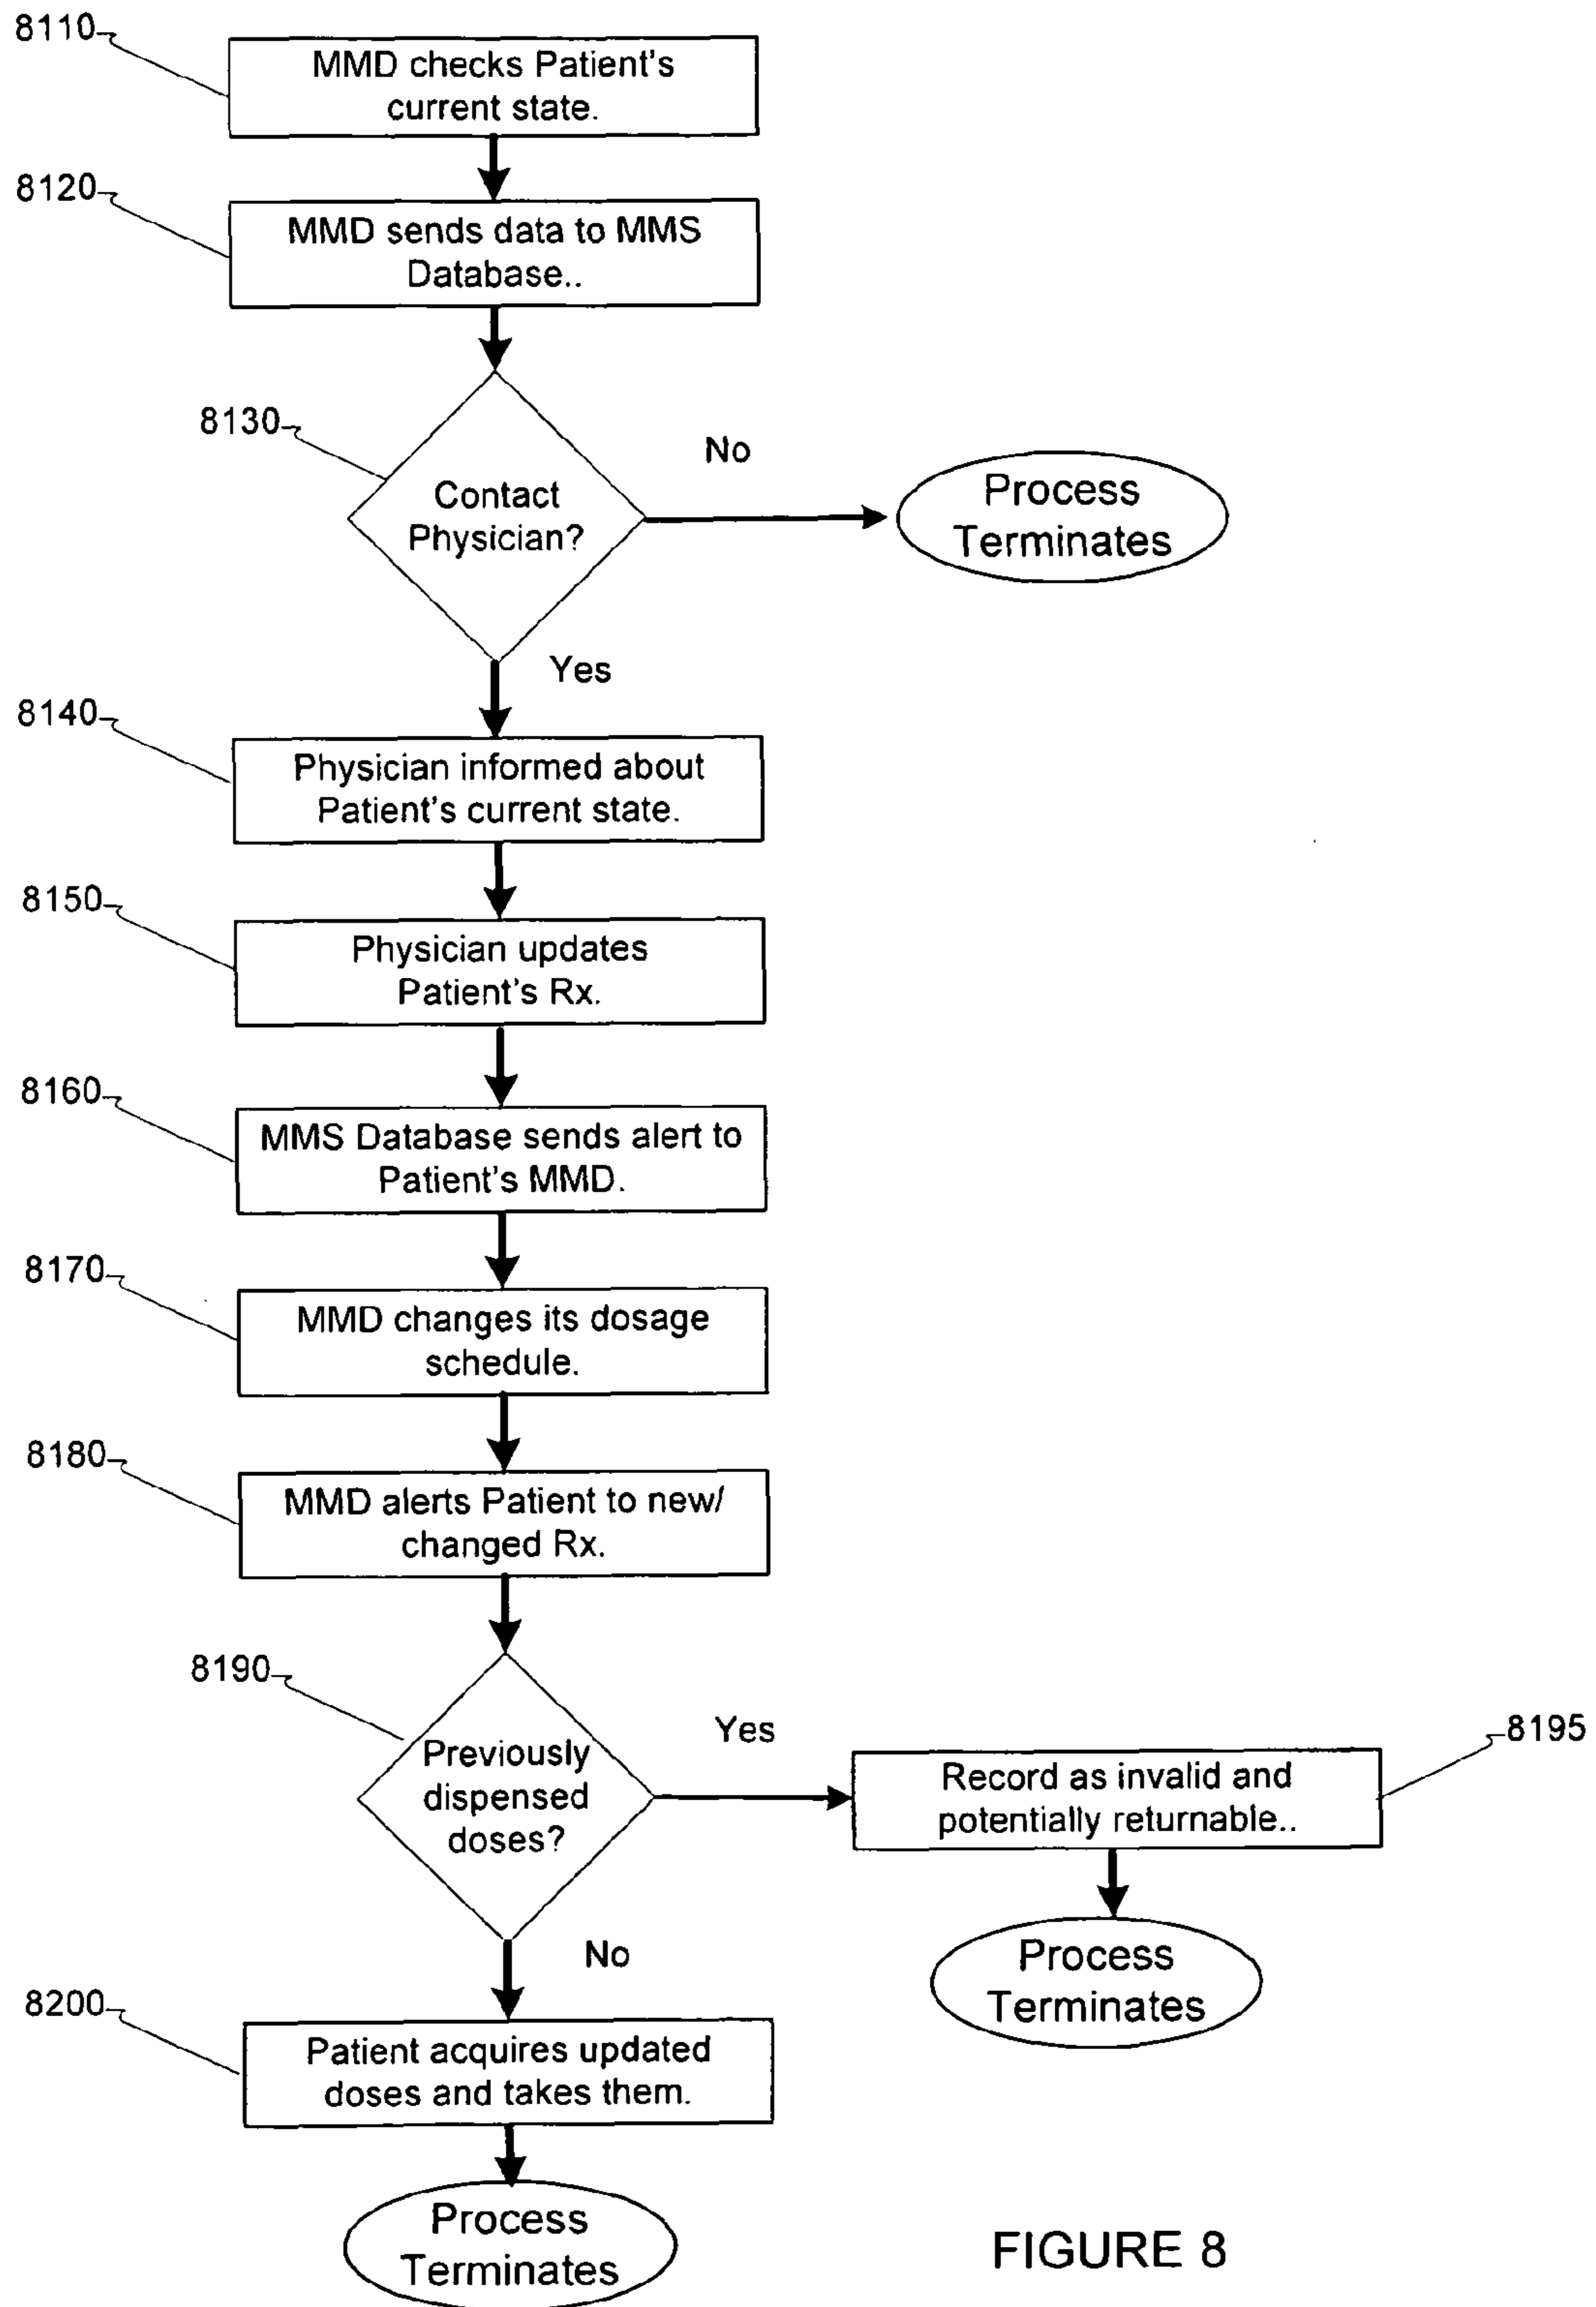 8110
MMD checks Patient's
current state.
8120
MMD sends data to MMS
Database..
8130
Contact
Physician?
No
Process
Terminates
Yes
8140
Physician informed about
Patient's current state.
8150
Physician updates
Patient's Rx.
8160
MMS Database sends alert to
Patient's MMD.
8170
MMD changes its dosage
schedule.
8180
MMD alerts Patient to new/
changed Rx.
8190
Previously
dispensed
doses?
Yes
8195
Record as invalid and
potentially returnable..
Process
Terminates
No
8200
Patient acquires updated
doses and takes them.
Process
Terminates
FIGURE 8